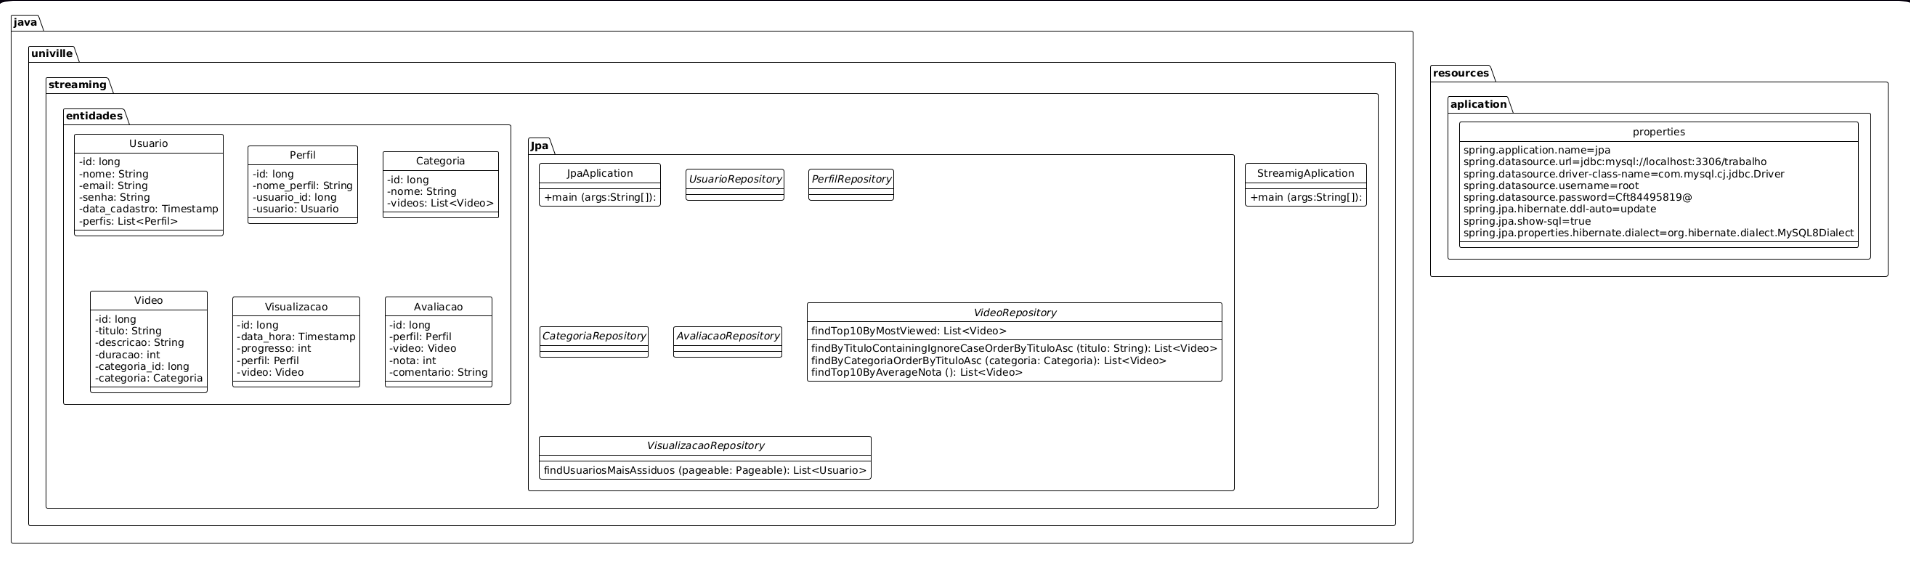 java
univille
streaming
entidades
Usuario
-id: long
-nome: String
-email: String
-senha: String
-data_cadastro: Timestamp
-perfis: List<Perfil>
Perfil
-id: long
-nome_perfil: String
-usuario_id: long
-usuario: Usuario
Categoria
-id: long
-nome: String
-videos: List<Video>
Video
-id: long
-titulo: String
-descricao: String
-duracao: int
-categoria_id: long
-categoria: Categoria
Visualizacao
-id: long
-data_hora: Timestamp
-progresso: int
-perfil: Perfil
-video: Video
Avaliacao
-id: long
-perfil: Perfil
-video: Video
-nota: int
-comentario: String
Jpa
JpaAplication
+main (args:String[]):
UsuarioRepository
PerfilRepository
CategoriaRepository
AvaliacaoRepository
VideoRepository
findTop10ByMostViewed: List<Video>
findByTituloContainingIgnoreCaseOrderByTituloAsc (titulo: String): List<Video>
findByCategoriaOrderByTituloAsc (categoria: Categoria): List<Video>
findTop10ByAverageNota (): List<Video>
VisualizacaoRepository
findUsuariosMaisAssiduos (pageable: Pageable): List<Usuario>
StreamigAplication
+main (args:String[]):
resources
aplication
properties
spring.application.name=jpa
spring.datasource.url=jdbc:mysql://localhost:3306/trabalho
spring.datasource.driver-class-name=com.mysql.cj.jdbc.Driver
spring.datasource.username=root
spring.datasource.password=Cft84495819@
spring.jpa.hibernate.ddl-auto=update
spring.jpa.show-sql=true
spring.jpa.properties.hibernate.dialect=org.hibernate.dialect.MySQL8Dialect